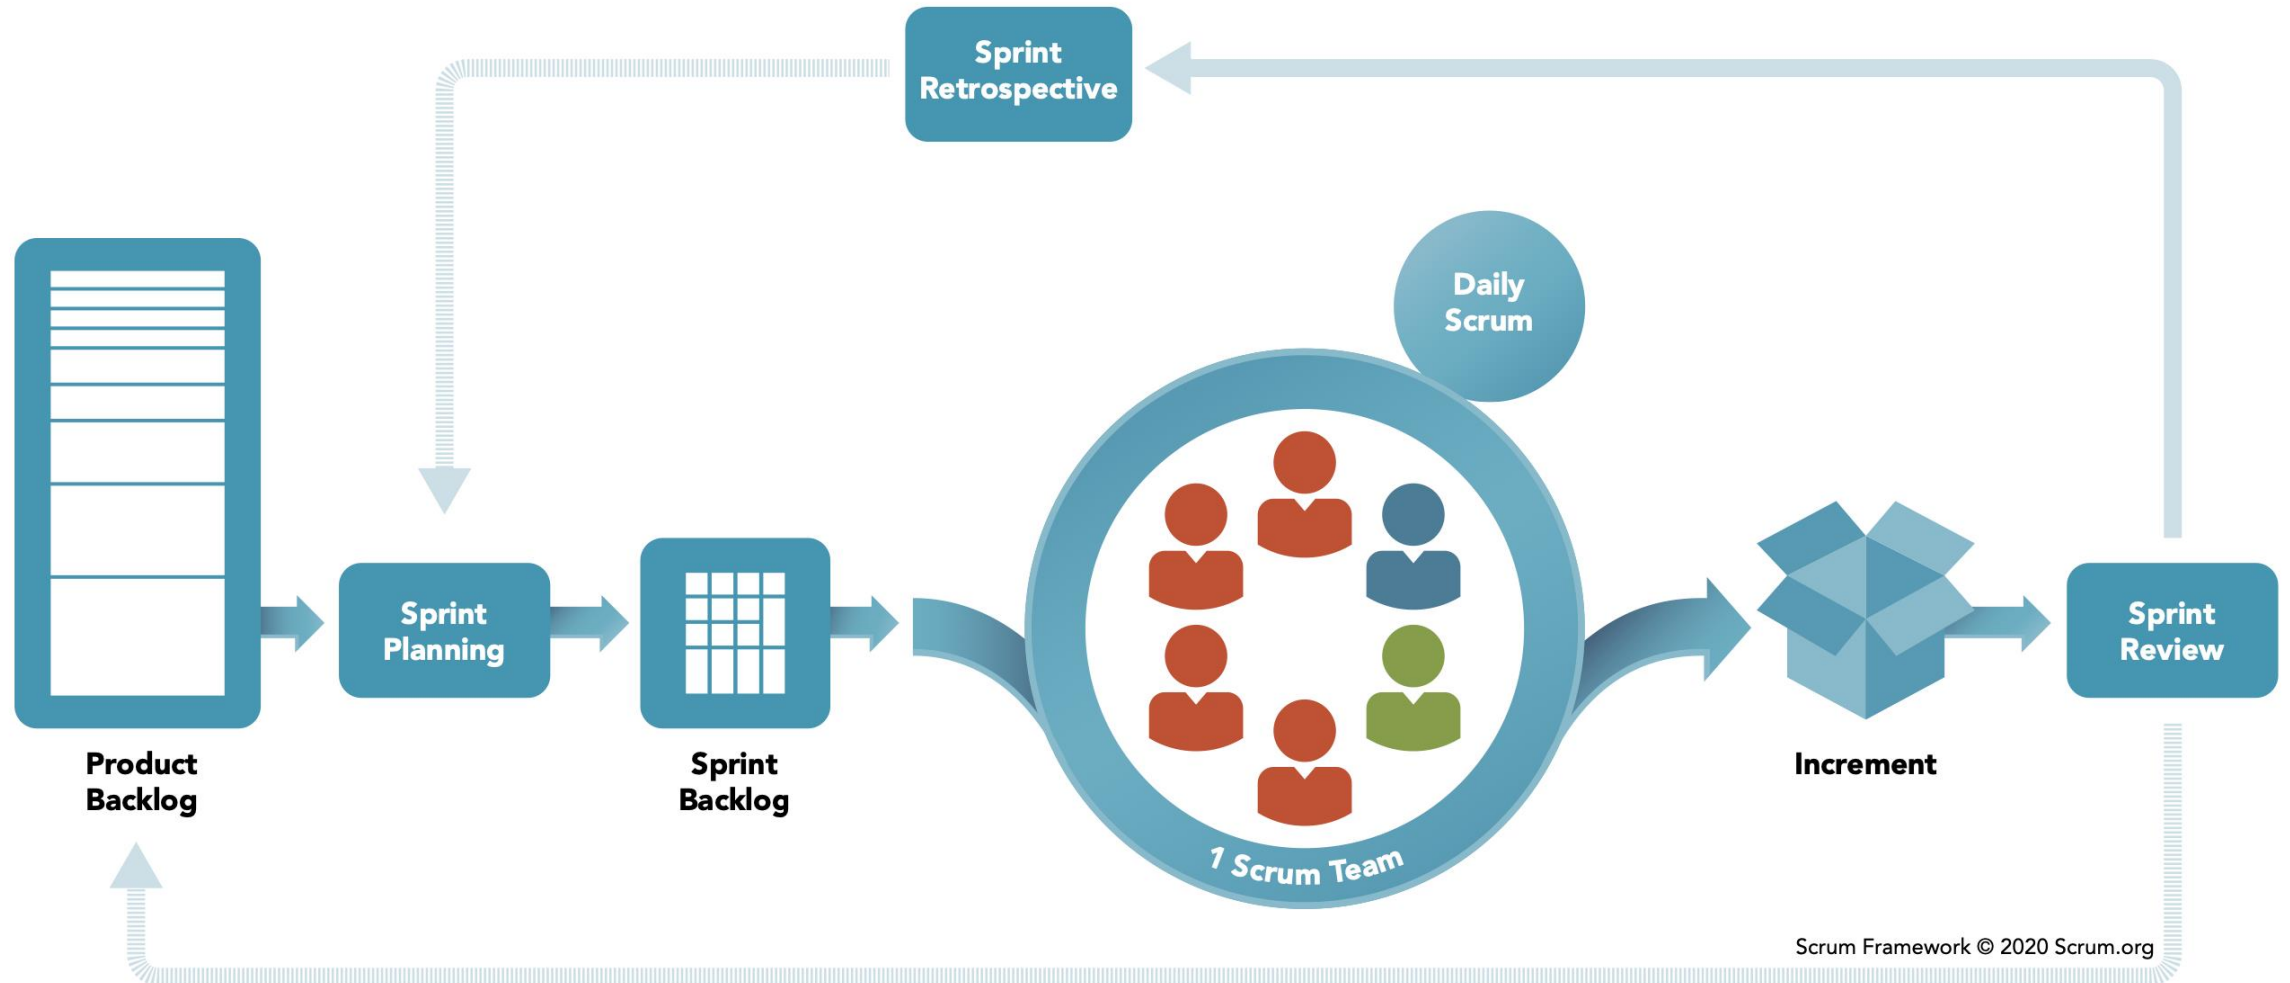 Sprint
Retrospective
Daily
Scrum
Sprint
Planning
Sprint
Review
Product
Backlog
Sprint
Backlog
Increment
1 Scrum Team
Scrum Framework © 2020 Scrum.org